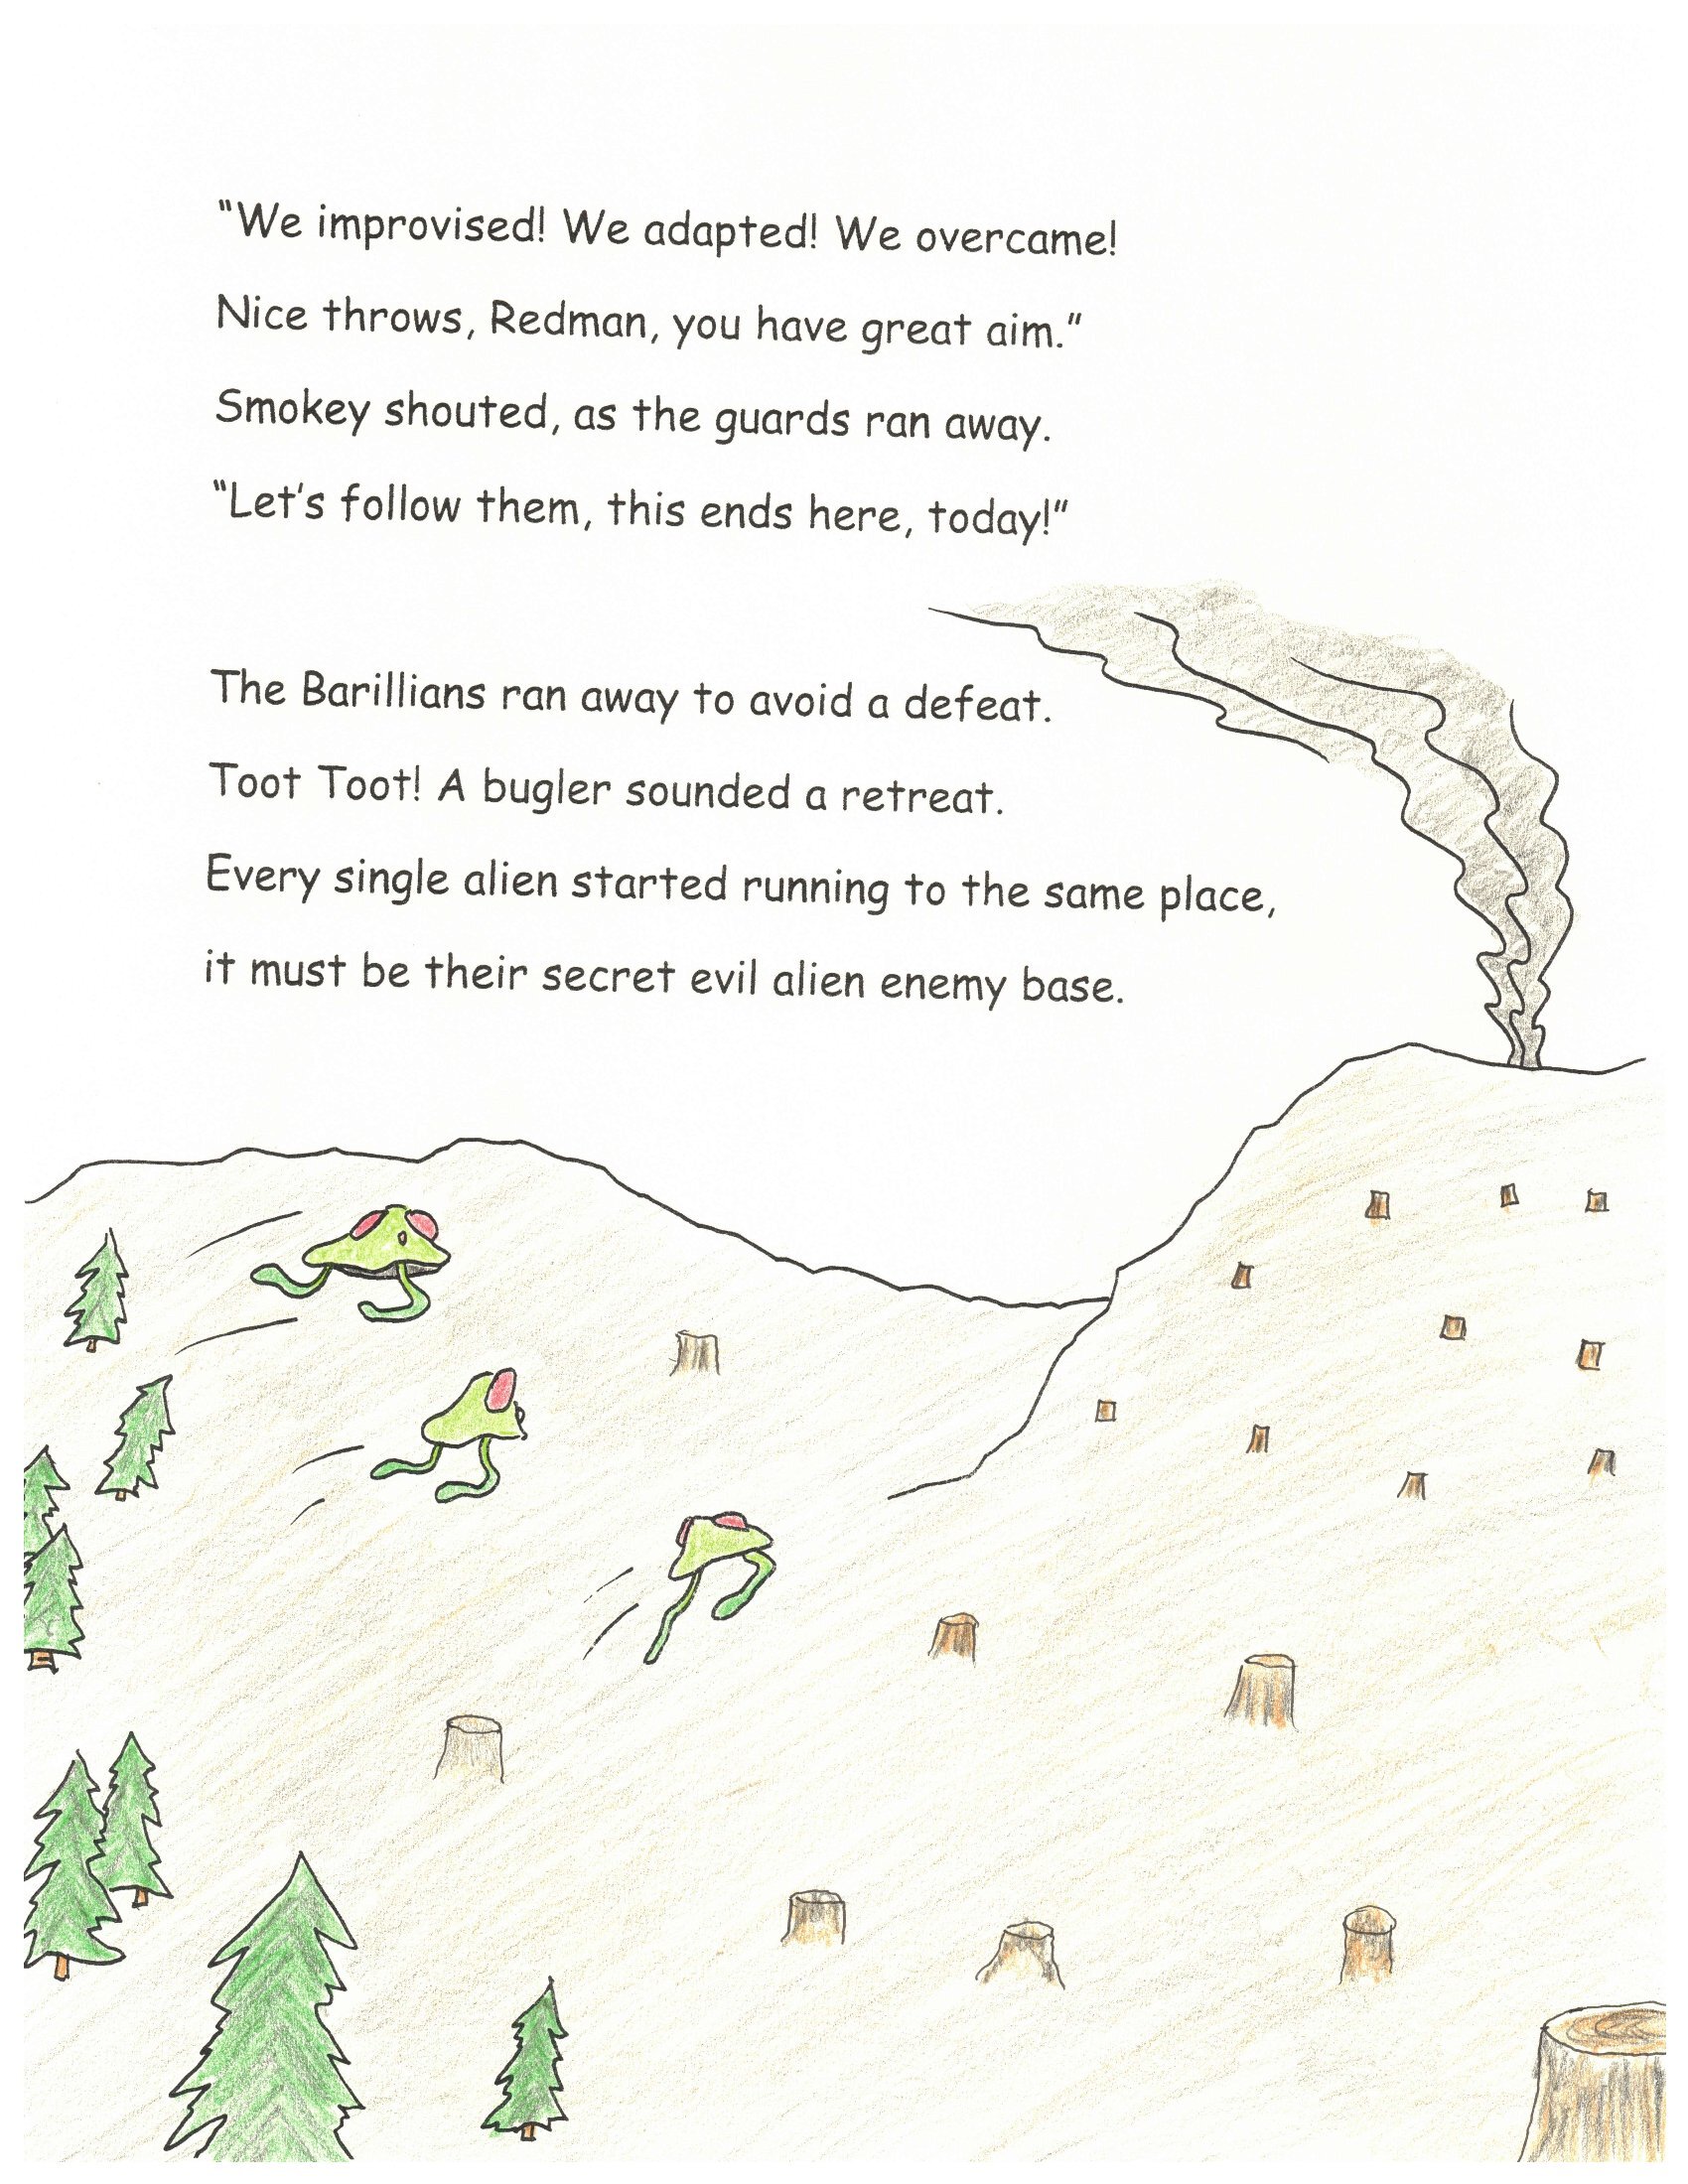 “We improvised! We adapted! We overcame!
Nice throws, Redman, you have great aim.”
Smokey shouted, as the guards ran away.
“Let’s follow them, this ends here, today!”
The Barillians ran away to avoid a defeat.
Toot Toot! A bugler sounded a retreat.
Every single alien started running to the same place,
it must be their secret evil alien enemy base.